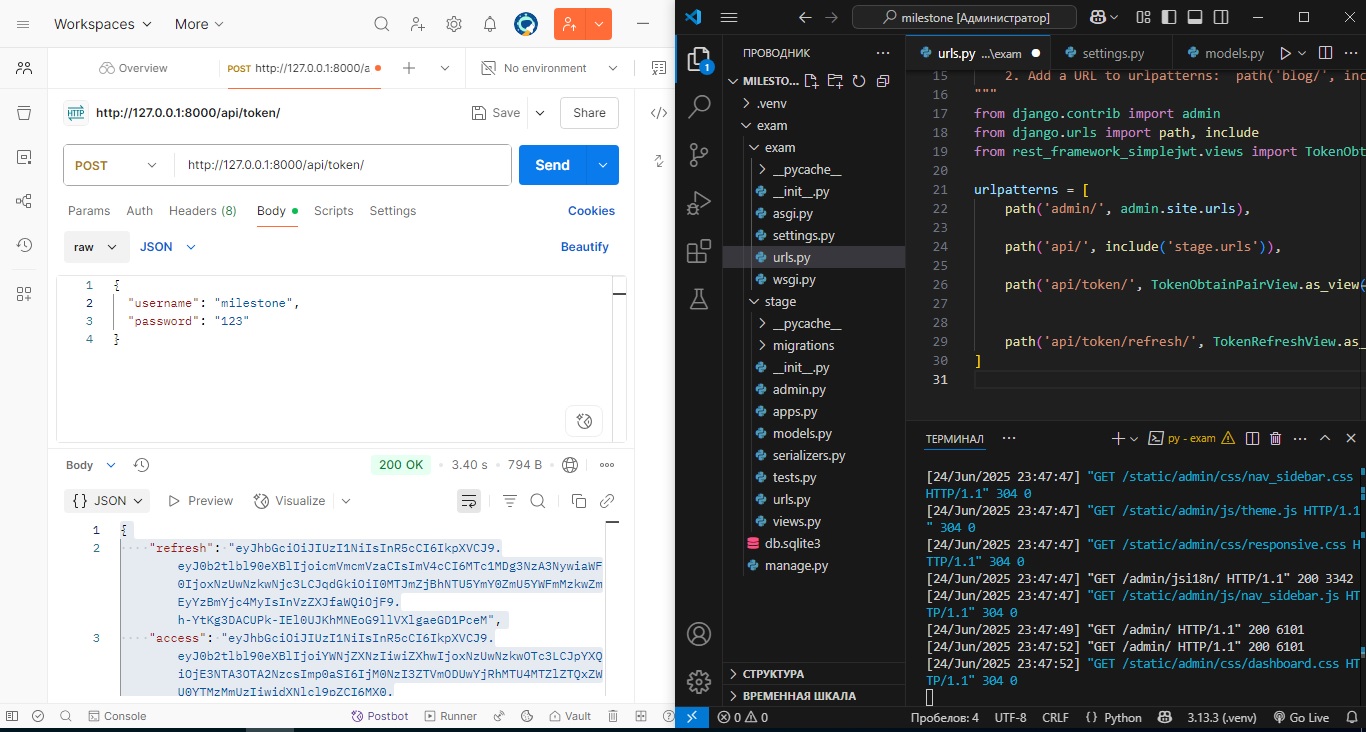 Workspaces
More
Overview
POST http://127.0.0.1:8000/a
No environment
HTTP http://127.0.0.1:8000/api/token/
Save
Share
POST
http://127.0.0.1:8000/api/token/
Send
Params
Auth
Headers (8)
Body
Scripts
Settings
Cookies
raw
JSON
Beautify
1 {
2 "username": "milestone",
3 "password": "123"
4 }
Body
200 OK
3.40 s
794 B
{} JSON
Preview
Visualize
1 {
2 "refresh": "eyJhbGciOiJIUzI1NiIsInR5cCI6IkpXVCJ9.
3 "access": "eyJhbGciOiJIUzI1NiIsInR5cCI6IkpXVCJ9.
Console
Postbot
Runner
Vault
milestone [Администратор]
ПРОВОДНИК
MILESTO...
.venv
exam
exam
__pycache__
__init__.py
asgi.py
settings.py
urls.py
wsgi.py
stage
__pycache__
migrations
__init__.py
admin.py
apps.py
models.py
serializers.py
tests.py
urls.py
views.py
db.sqlite3
manage.py
СТРУКТУРА
ВРЕМЕННАЯ ШКАЛА
1
urls.py ...\exam
settings.py
models.py
15 2. Add a URL to urlpatterns: path('blog/', inc
16 """
17 from django.contrib import admin
18 from django.urls import path, include
19 from rest_framework_simplejwt.views import TokenObt
20
21 urlpatterns = [
22 path('admin/', admin.site.urls),
23
24 path('api/', include('stage.urls')),
25
26 path('api/token/', TokenObtainPairView.as_view(
27
28
29 path('api/token/refresh/', TokenRefreshView.as_
30 ]
31
ТЕРМИНАЛ
py - exam
[24/Jun/2025 23:47:47] "GET /static/admin/css/nav_sidebar.css
HTTP/1.1" 304 0
[24/Jun/2025 23:47:47] "GET /static/admin/js/theme.js HTTP/1.1
" 304 0
[24/Jun/2025 23:47:47] "GET /static/admin/css/responsive.css H
TTP/1.1" 304 0
[24/Jun/2025 23:47:47] "GET /admin/jsi18n/ HTTP/1.1" 200 3342
[24/Jun/2025 23:47:47] "GET /static/admin/js/nav_sidebar.js HT
TP/1.1" 304 0
[24/Jun/2025 23:47:49] "GET /admin/ HTTP/1.1" 200 6101
[24/Jun/2025 23:47:52] "GET /admin/ HTTP/1.1" 200 6101
[24/Jun/2025 23:47:52] "GET /static/admin/css/dashboard.css HT
TP/1.1" 304 0
0
0
Пробелов: 4
UTF-8
CRLF
{} Python
3.13.3 (.venv)
Go Live